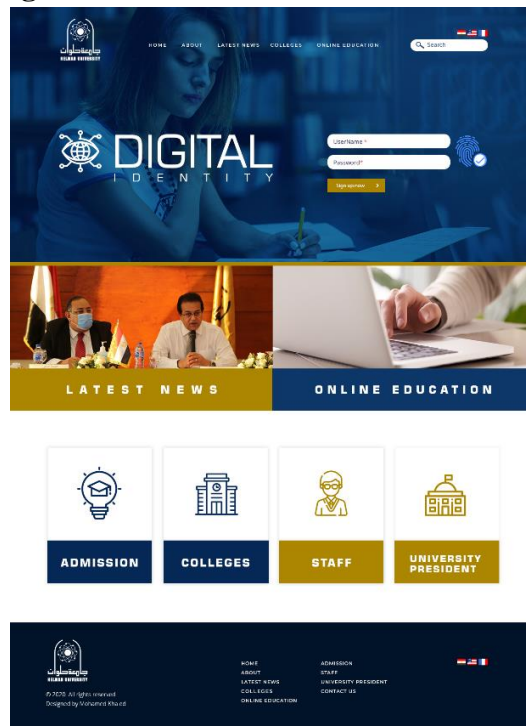 جامعة حلوان
HELWAN UNIVERSITY
HOME ABOUT LATEST NEWS COLLEGES ONLINE EDUCATION
Search
DIGITAL
IDENTITY
UserName *
Password*
Sign up now >
LATEST NEWS
ONLINE EDUCATION
ADMISSION
COLLEGES
STAFF
UNIVERSITY
PRESIDENT
جامعة حلوان
HELWAN UNIVERSITY
© 2020. All rights reserved
Designed by Mohamed Khaled
HOME
ABOUT
LATEST NEWS
COLLEGES
ONLINE EDUCATION
ADMISSION
STAFF
UNIVERSITY PRESIDENT
CONTACT US